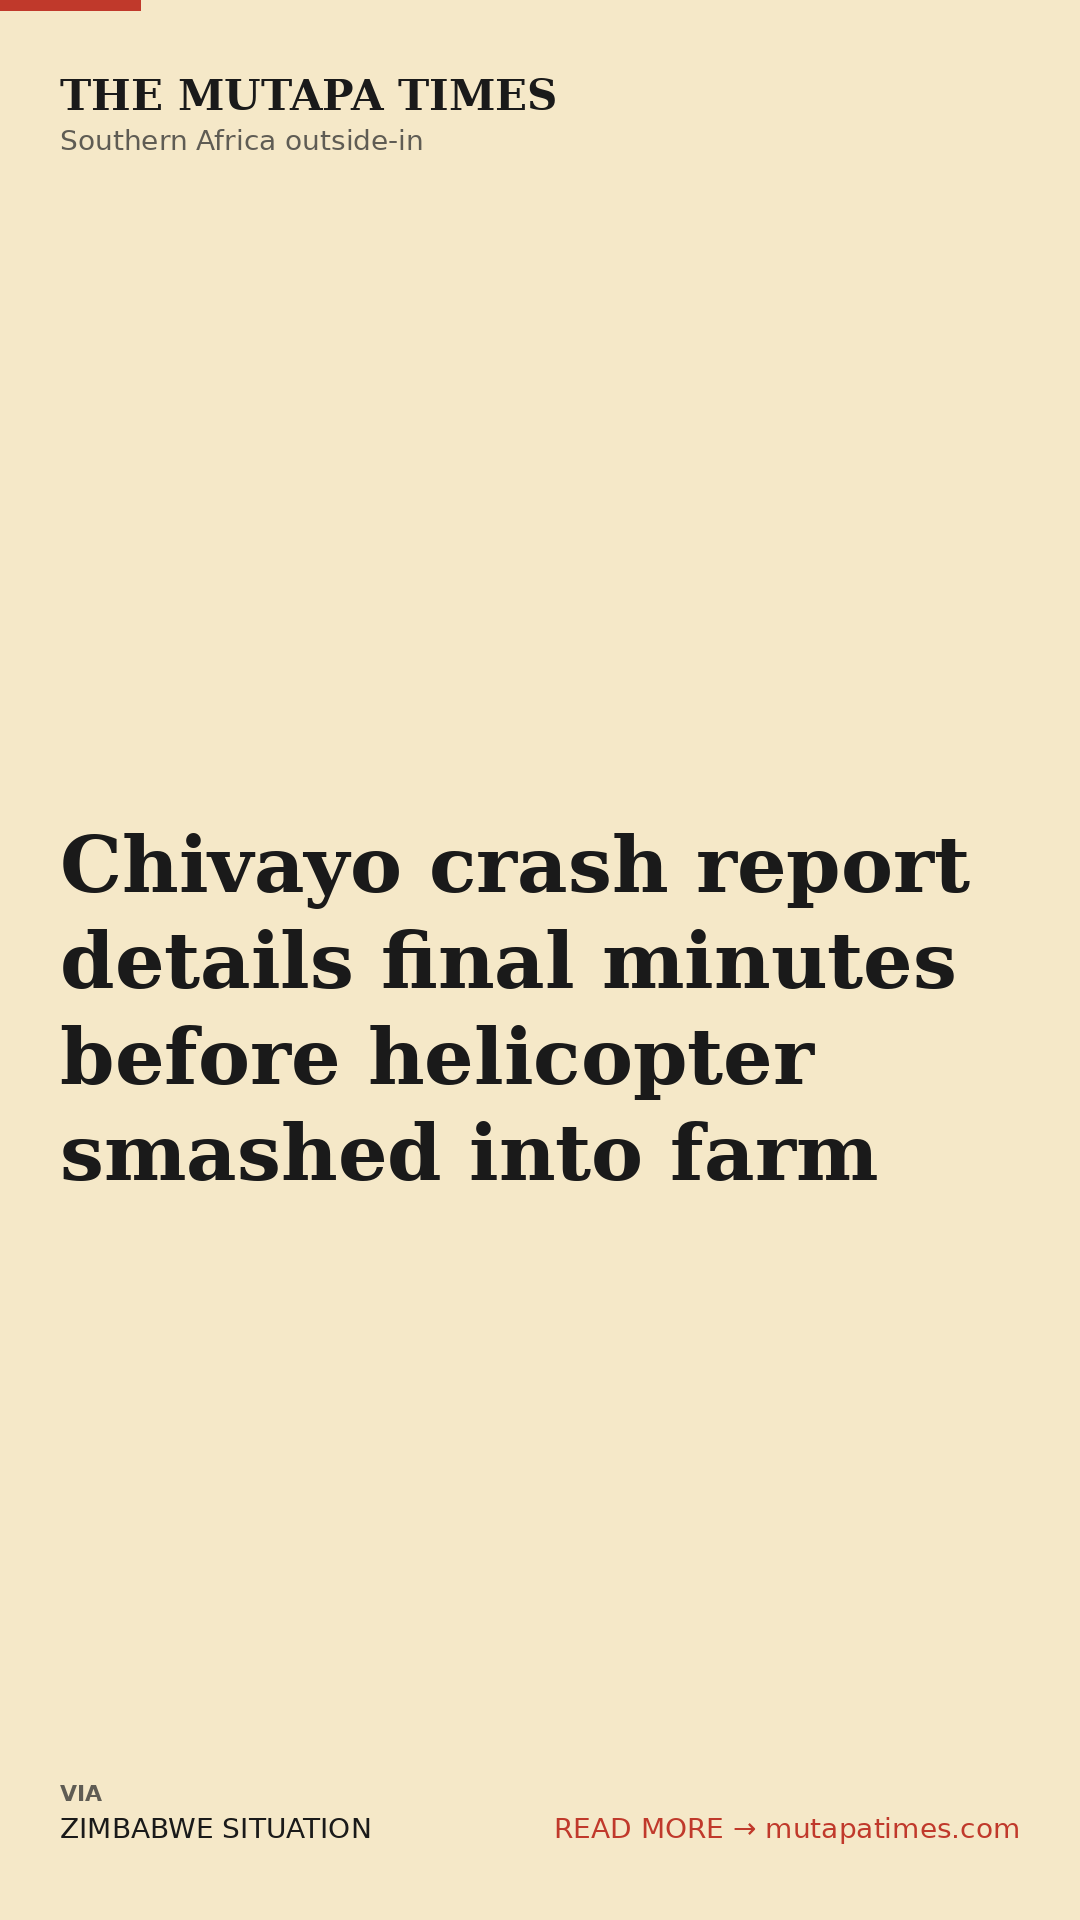 THE MUTAPA TIMES
Southern Africa outside-in
Chivayo crash report
details final minutes
before helicopter
smashed into farm
VIA
ZIMBABWE SITUATION
READ MORE → mutapatimes.com